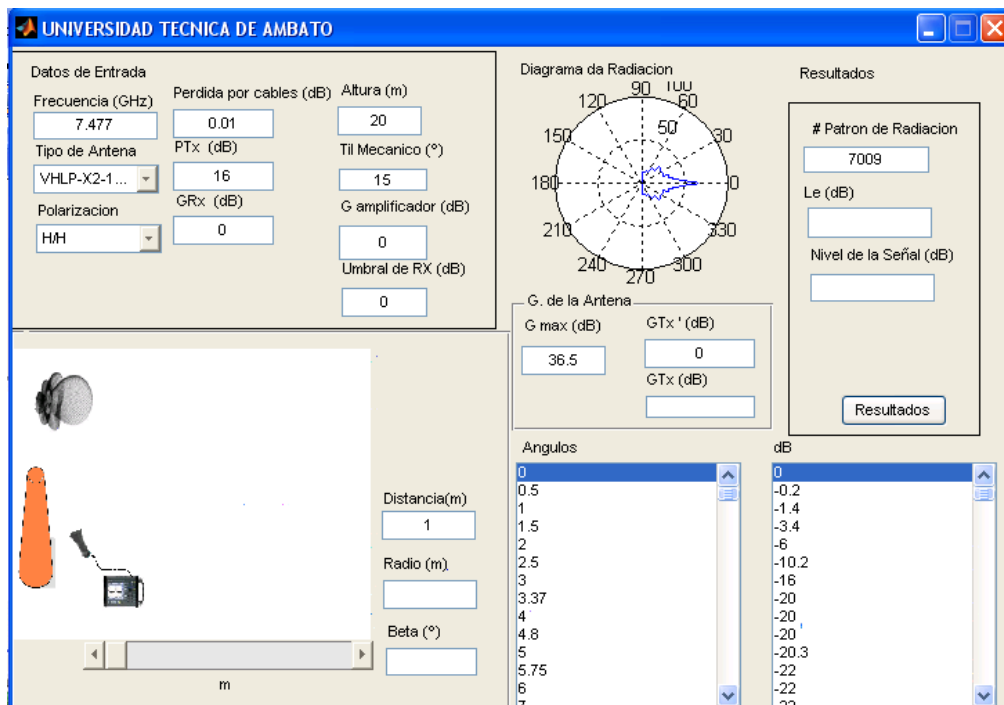 UNIVERSIDAD TECNICA DE AMBATO
Datos de Entrada
Frecuencia (GHz)
7.477
Tipo de Antena
VHLP-X2-1...
Polarizacion
H/H
Perdida por cables (dB)
0.01
PTx (dB)
16
GRx (dB)
0
Altura (m)
20
Til Mecanico (º)
15
G amplificador (dB)
0
Umbral de RX (dB)
0
Diagrama da Radiacion
90
100
120
60
150
50
30
180
0
210
330
240
300
270
G. de la Antena
G max (dB)
36.5
GTx ' (dB)
0
GTx (dB)
Resultados
# Patron de Radiacion
7009
Le (dB)
Nivel de la Señal (dB)
Resultados
Distancia(m)
1
Radio (m)
Beta (º)
m
Angulos
0
0.5
1
1.5
2
2.5
3
3.37
4
4.8
5
5.75
6
7
dB
0
-0.2
-1.4
-3.4
-6
-10.2
-16
-20
-20
-20
-20.3
-22
-22